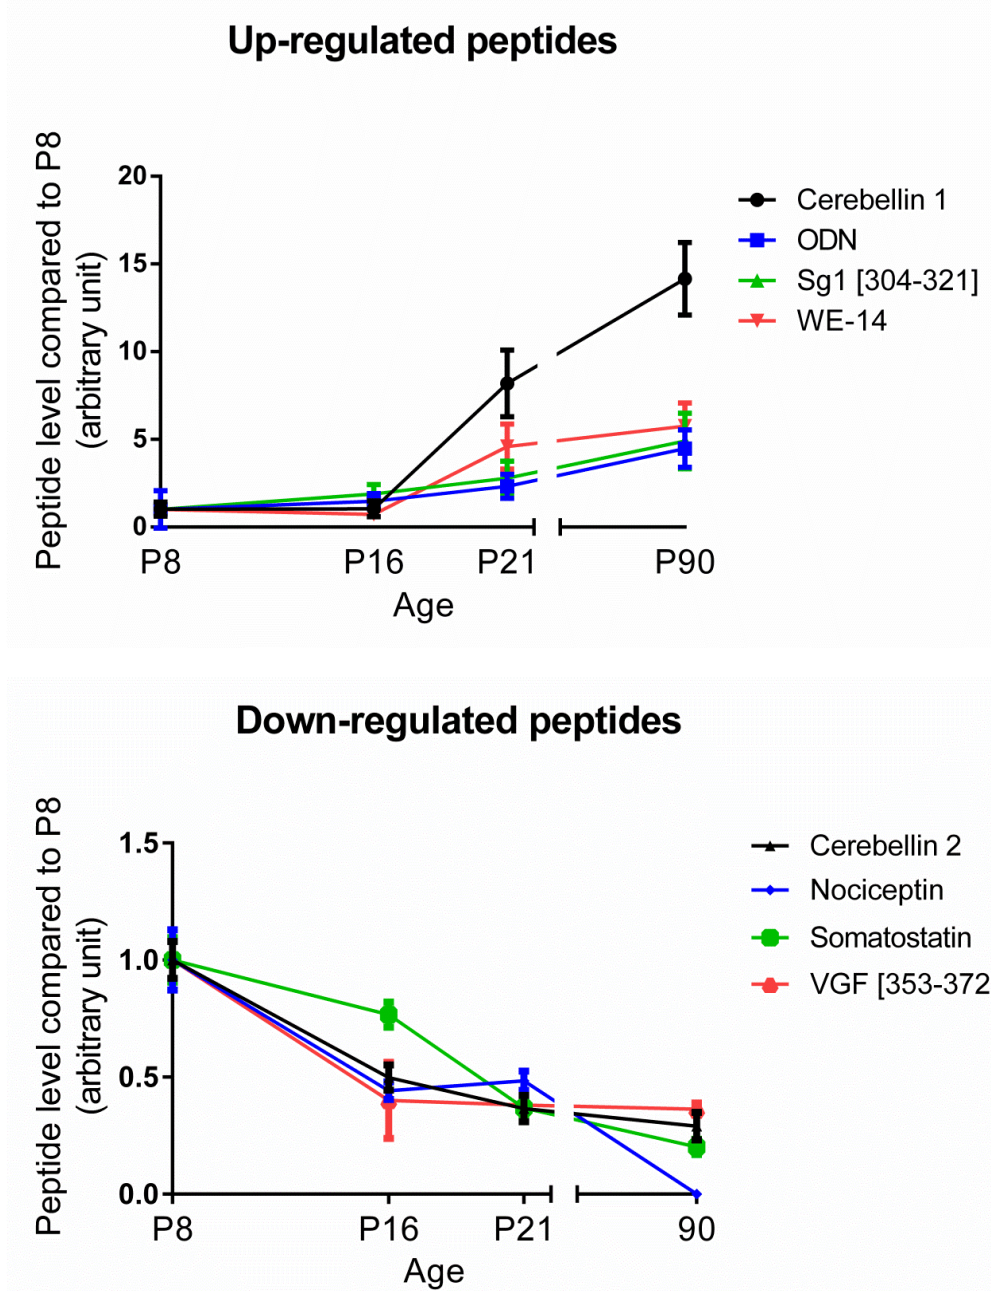 Up-regulated peptides
Peptide level compared to P8
(arbitrary unit)
20
15
10
5
0
P8
P16
P21
P90
Age
Cerebellin 1
ODN
Sg1 [304-321]
WE-14
Down-regulated peptides
Peptide level compared to P8
(arbitrary unit)
1.5
1.0
0.5
0.0
P8
P16
P21
90
Age
Cerebellin 2
Nociceptin
Somatostatin
VGF [353-372